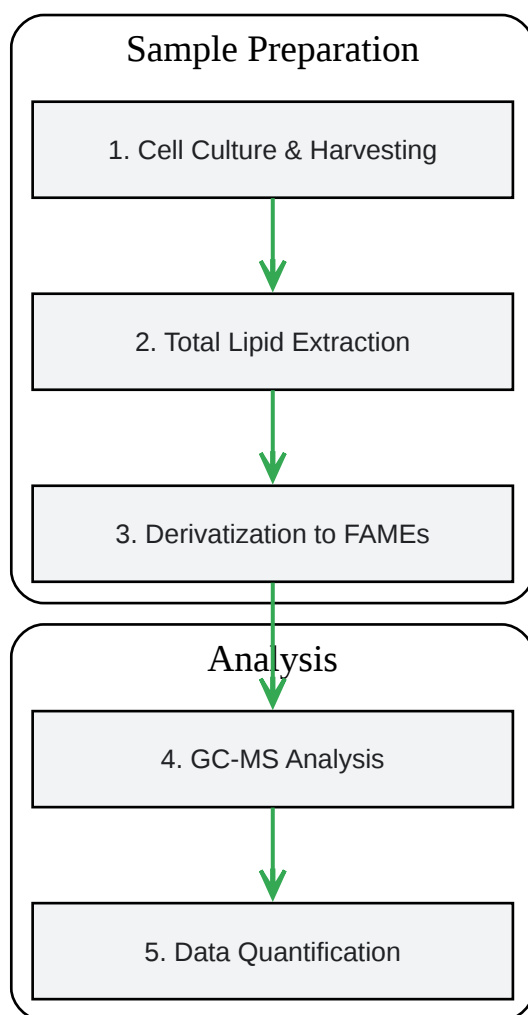 Sample Preparation
1. Cell Culture & Harvesting
2. Total Lipid Extraction
3. Derivatization to FAMEs
Analysis
4. GC-MS Analysis
5. Data Quantification